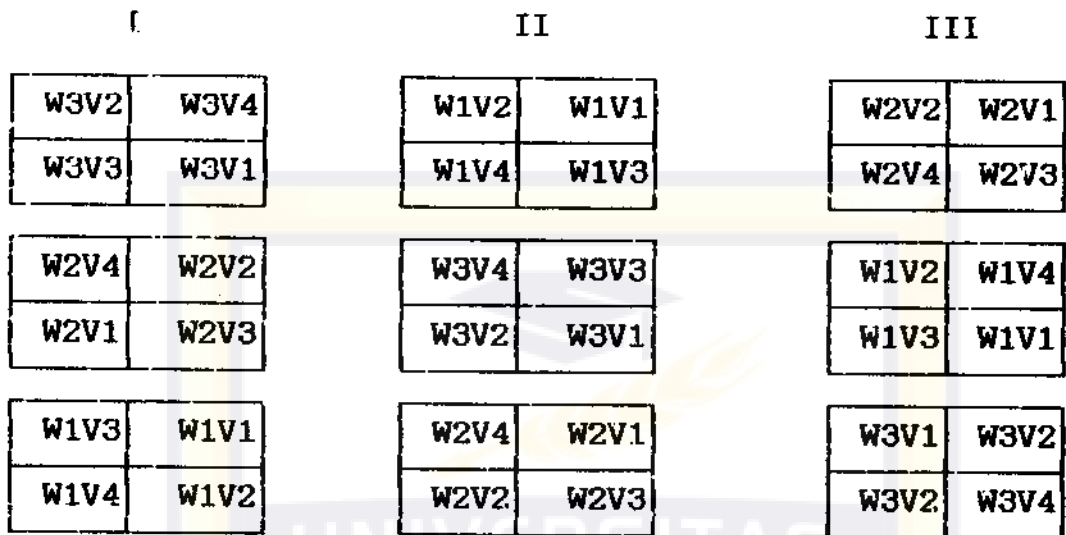 I II III
W3V2 W3V4 W1V2 W1V1 W2V2 W2V1
W3V3 W3V1 W1V4 W1V3 W2V4 W2V3
W2V4 W2V2 W3V4 W3V3 W1V2 W1V4
W2V1 W2V3 W3V2 W3V1 W1V3 W1V1
W1V3 W1V1 W2V4 W2V1 W3V1 W3V2
W1V4 W1V2 W2V2 W2V3 W3V2 W3V4
UNIVERSITAS